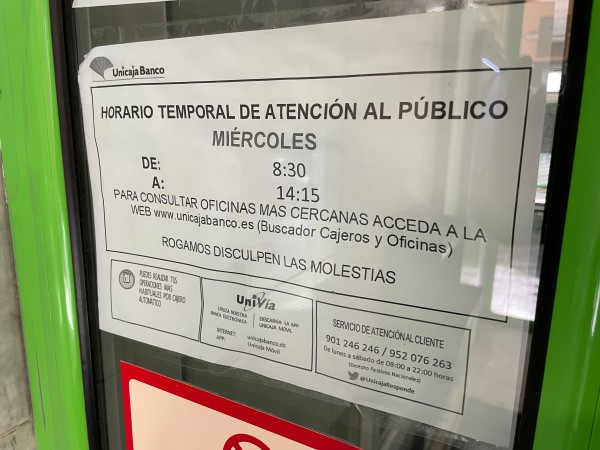 Unicaja Banco
HORARIO TEMPORAL DE ATENCIÓN AL PÚBLICO
MIÉRCOLES
DE: 8:30
A: 14:15
PARA CONSULTAR OFICINAS MAS CERCANAS ACCEDA A LA
WEB www.unicajabanco.es (Buscador Cajeros y Oficinas)
ROGAMOS DISCULPEN LAS MOLESTIAS
PUEDES REALIZAR TUS
OPERACIONES MÁS
HABITUALES POR CAJERO
AUTOMÁTICO
UniVía
UTILIZA NUESTRA
BANCA ELECTRÓNICA
DESCARGA LA APP
UNICAJA MÓVIL
INTERNET: unicajabanco.es
APP: Unicaja Móvil
SERVICIO DE ATENCIÓN AL CLIENTE
901 246 246 / 952 076 263
De lunes a sábado de 08:00 a 22:00 horas
(Excepto Festivos Nacionales)
@UnicajaResponde